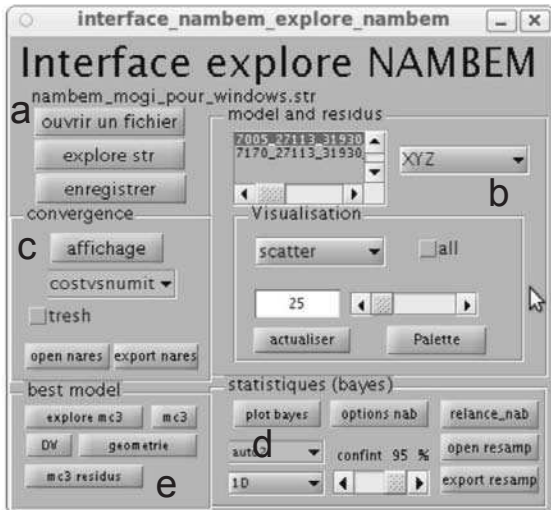 interface_nambem_explore_nambem
Interface explore NAMBEM
nambem_mogi_pour_windows.str
a
ouvrir un fichier
explore str
enregistrer
model and residus
7005_27113_31930
7170_27113_31930
XYZ
b
convergence
c
affichage
costvsnumit
tresh
open nares export nares
Visualisation
scatter
all
25
actualiser Palette
best model
explore mc3 mc3
DV geometrie
mc3 residus
e
statistiques (bayes)
plot bayes options nab relance_nab
d
confint 95 %
open resamp
1D
export resamp